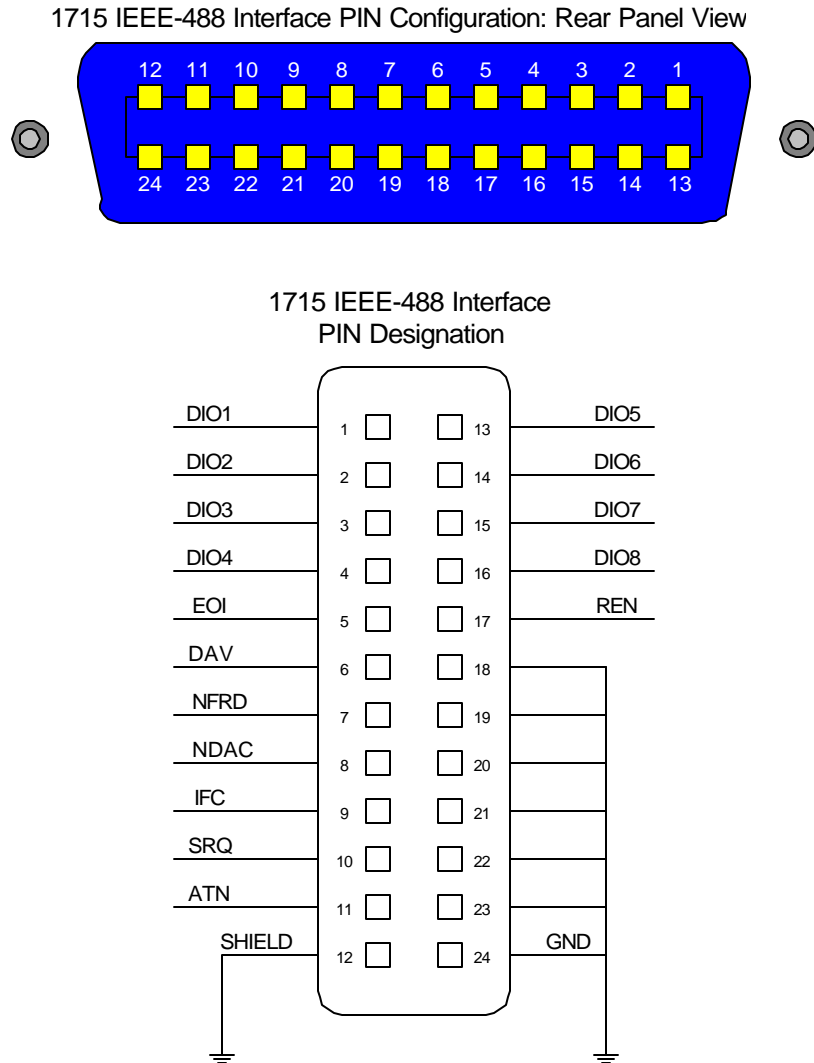 1715 IEEE-488 Interface PIN Configuration: Rear Panel View
12 11 10 9 8 7 6 5 4 3 2 1
24 23 22 21 20 19 18 17 16 15 14 13
1715 IEEE-488 Interface
PIN Designation
DIO1 1 13 DIO5
DIO2 2 14 DIO6
DIO3 3 15 DIO7
DIO4 4 16 DIO8
EOI 5 17 REN
DAV 6 18
NFRD 7 19
NDAC 8 20
IFC 9 21
SRQ 10 22
ATN 11 23
SHIELD 12 24 GND